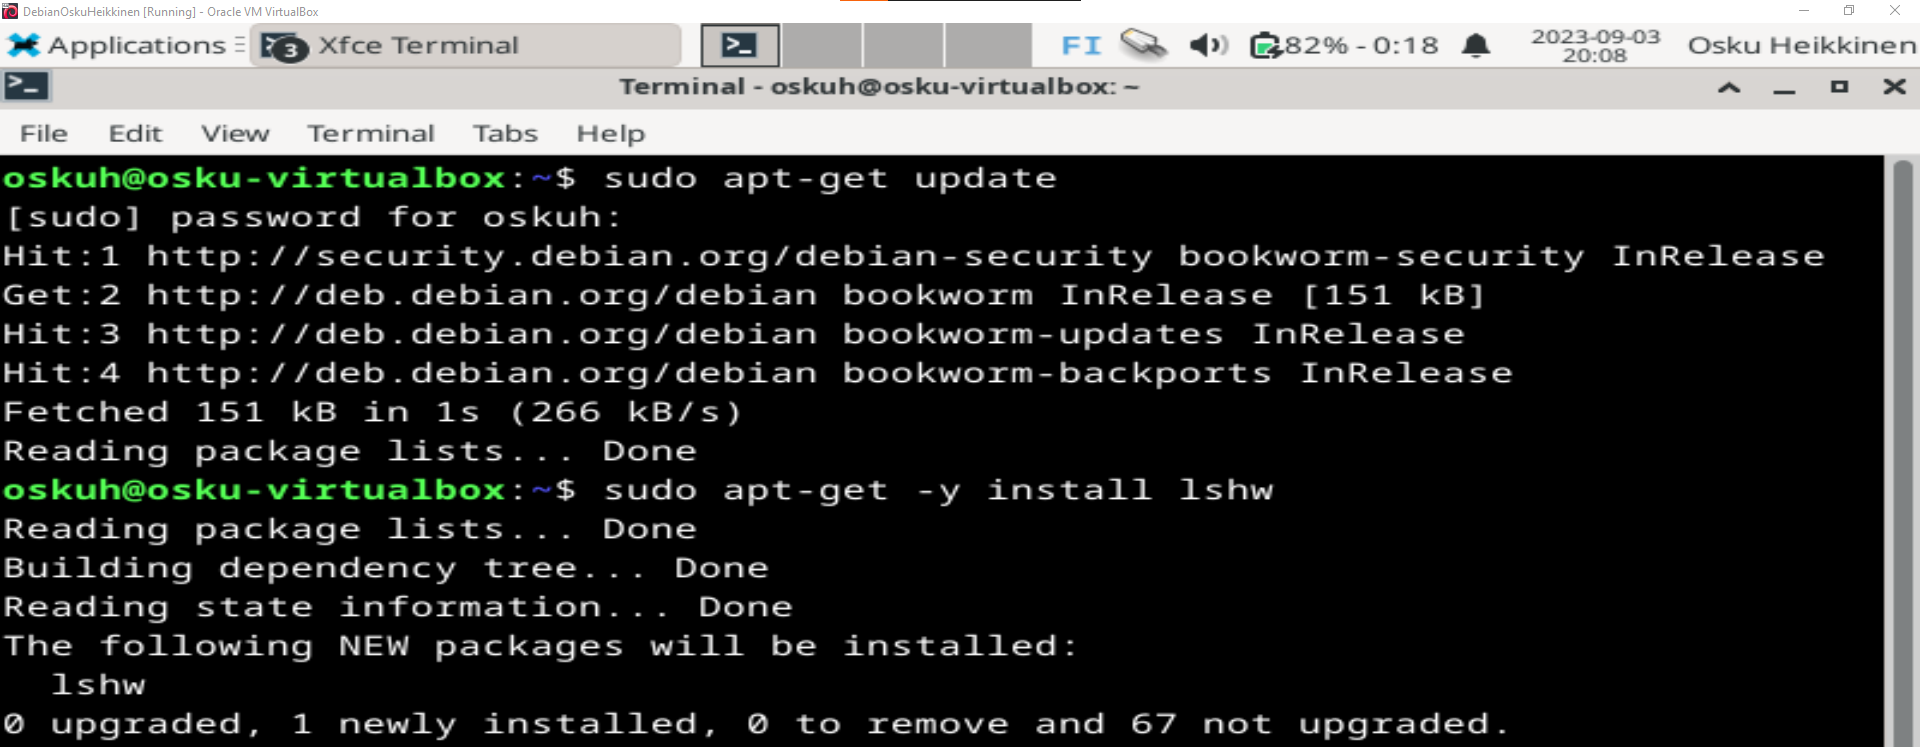 DebianOskuHeikkinen [Running] - Oracle VM VirtualBox
Applications
3 Xfce Terminal
FI
82% - 0:18
2023-09-03
20:08
Osku Heikkinen
Terminal - oskuh@osku-virtualbox: ~
File Edit View Terminal Tabs Help
oskuh@osku-virtualbox:~$ sudo apt-get update
[sudo] password for oskuh:
Hit:1 http://security.debian.org/debian-security bookworm-security InRelease
Get:2 http://deb.debian.org/debian bookworm InRelease [151 kB]
Hit:3 http://deb.debian.org/debian bookworm-updates InRelease
Hit:4 http://deb.debian.org/debian bookworm-backports InRelease
Fetched 151 kB in 1s (266 kB/s)
Reading package lists... Done
oskuh@osku-virtualbox:~$ sudo apt-get -y install lshw
Reading package lists... Done
Building dependency tree... Done
Reading state information... Done
The following NEW packages will be installed:
  lshw
0 upgraded, 1 newly installed, 0 to remove and 67 not upgraded.